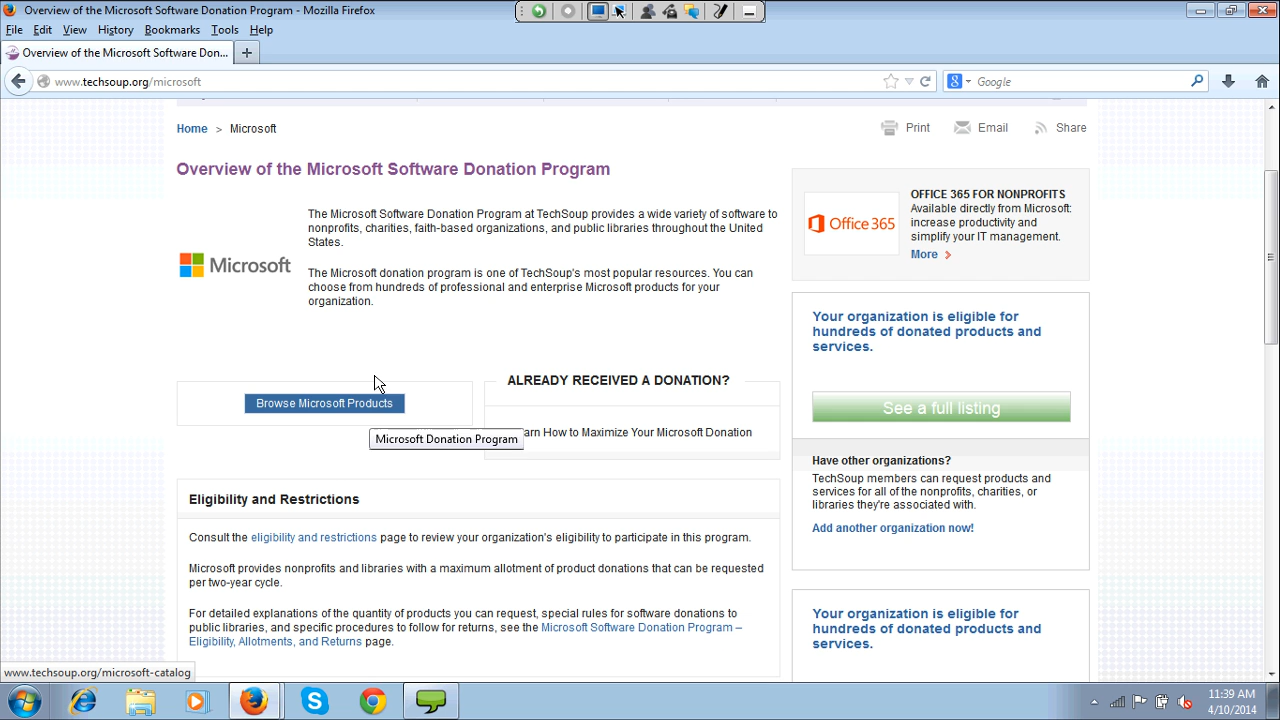 Overview of the Microsoft Software Donation Program - Mozilla Firefox
File Edit View History Bookmarks Tools Help
Overview of the Microsoft Software Don...
www.techsoup.org/microsoft
Google
Home > Microsoft
Print Email Share
Overview of the Microsoft Software Donation Program
Microsoft
The Microsoft Software Donation Program at TechSoup provides a wide variety of software to
nonprofits, charities, faith-based organizations, and public libraries throughout the United
States.
The Microsoft donation program is one of TechSoup's most popular resources. You can
choose from hundreds of professional and enterprise Microsoft products for your
organization.
Browse Microsoft Products
Microsoft Donation Program
ALREADY RECEIVED A DONATION?
arn How to Maximize Your Microsoft Donation
Eligibility and Restrictions
Consult the eligibility and restrictions page to review your organization's eligibility to participate in this program.
Microsoft provides nonprofits and libraries with a maximum allotment of product donations that can be requested
per two-year cycle.
For detailed explanations of the quantity of products you can request, special rules for software donations to
public libraries, and specific procedures to follow for returns, see the Microsoft Software Donation Program –
Eligibility, Allotments, and Returns page.
Office 365
OFFICE 365 FOR NONPROFITS
Available directly from Microsoft:
increase productivity and
simplify your IT management.
More
Your organization is eligible for
hundreds of donated products and
services.
See a full listing
Have other organizations?
TechSoup members can request products and
services for all of the nonprofits, charities, or
libraries they're associated with.
Add another organization now!
Your organization is eligible for
hundreds of donated products and
services.
www.techsoup.org/microsoft-catalog
11:39 AM
4/10/2014